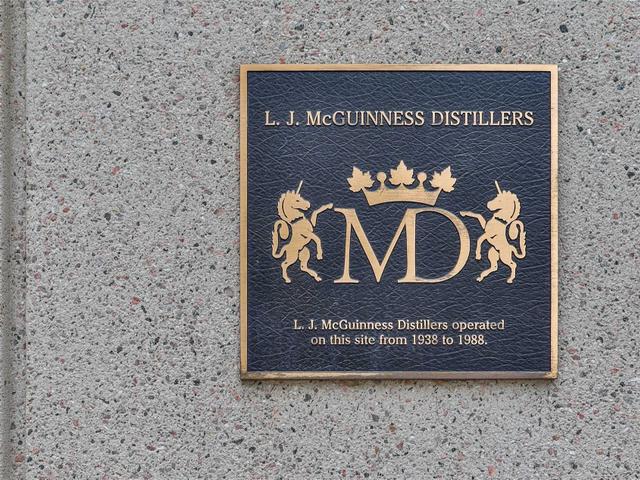 L. J. McGUINNESS DISTILLERS
MD
L. J. McGuinness Distillers operated
on this site from 1938 to 1988.